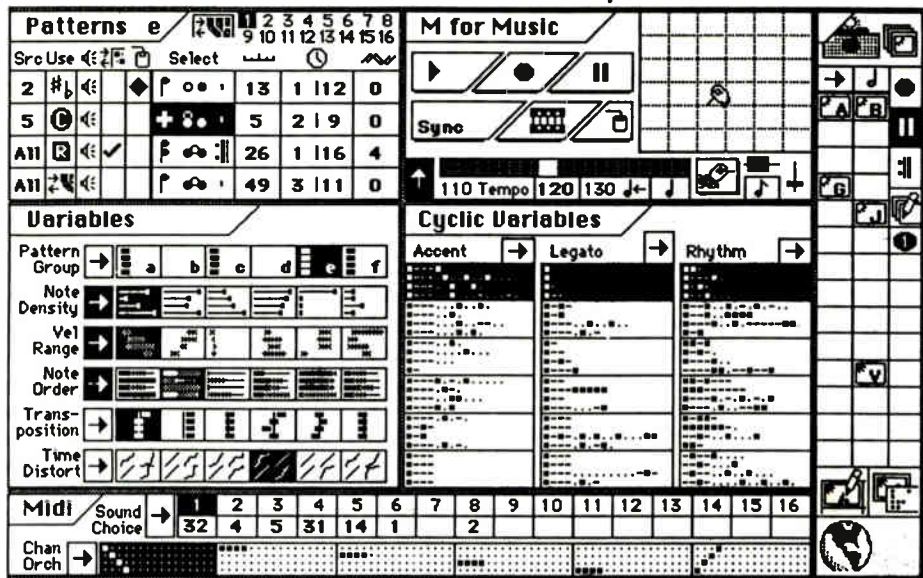 Patterns e
1 2 3 4 5 6 7 8
9 10 11 12 13 14 15 16
Src Use Select
2 #♭ 13 1 | 12 0
5 C 5 2 | 9 0
All R 26 1 | 16 4
All 49 3 | 11 0
M for Music
Sync
110 Tempo 120 130
A B
G
J
1
V
Variables
Pattern Group a b c d e f
Note Density
Vel Range
Note Order
Trans-
position
Time Distort
Cyclic Variables
Accent Legato Rhythm
Midi
Sound Choice
1 2 3 4 5 6 7 8 9 10 11 12 13 14 15 16
32 4 5 31 14 1 2
Chan Orch